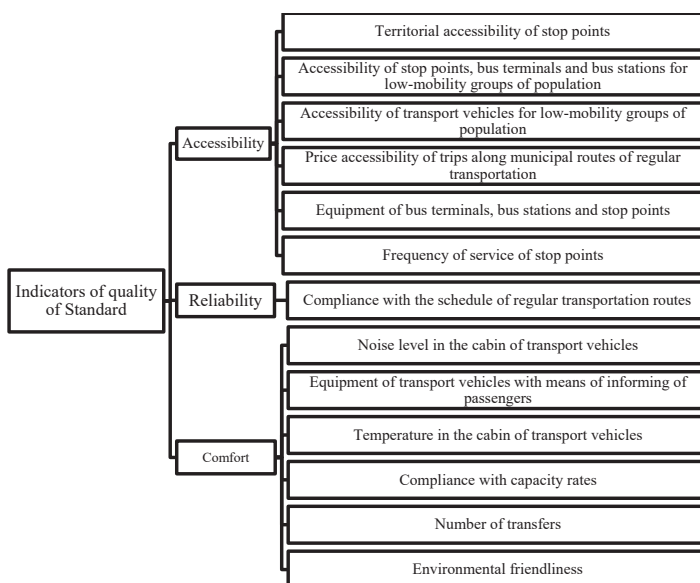 Indicators of quality
of Standard
Accessibility
Territorial accessibility of stop points
Accessibility of stop points, bus terminals and bus stations for
low-mobility groups of population
Accessibility of transport vehicles for low-mobility groups of
population
Price accessibility of trips along municipal routes of regular
transportation
Equipment of bus terminals, bus stations and stop points
Frequency of service of stop points
Reliability
Compliance with the schedule of regular transportation routes
Comfort
Noise level in the cabin of transport vehicles
Equipment of transport vehicles with means of informing of
passengers
Temperature in the cabin of transport vehicles
Compliance with capacity rates
Number of transfers
Environmental friendliness